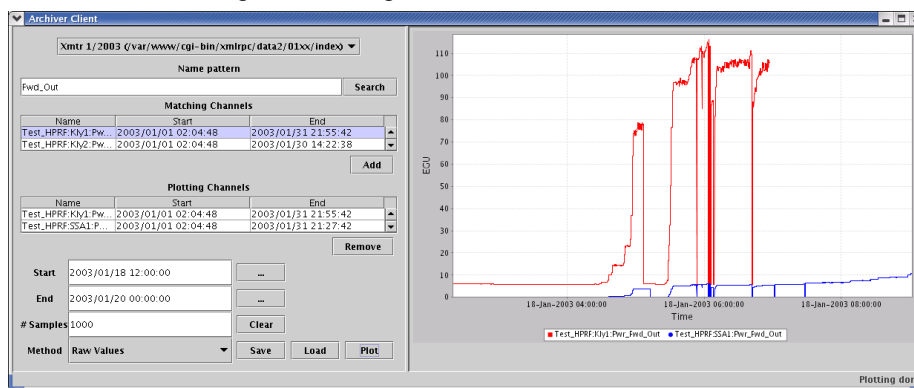 Archiver Client
Xmtr 1/2003 (/var/www/cgi-bin/xmlrpc/data2/01xx/index)
Name pattern
Fwd_Out Search
Matching Channels
Name Start End
Test_HPRF:Kly1:Pw... 2003/01/01 02:04:48 2003/01/31 21:55:42
Test_HPRF:Kly2:Pw... 2003/01/01 02:04:48 2003/01/30 14:22:38
Add
Plotting Channels
Name Start End
Test_HPRF:Kly1:Pw... 2003/01/01 02:04:48 2003/01/31 21:55:42
Test_HPRF:SSA1:P... 2003/01/01 02:04:48 2003/01/31 21:27:42
Remove
Start 2003/01/18 12:00:00 ...
End 2003/01/20 00:00:00 ...
# Samples 1000 Clear
Method Raw Values Save Load Plot
110
100
90
80
70
60
50
40
30
20
10
0
EGU
18-Jan-2003 04:00:00 18-Jan-2003 06:00:00 18-Jan-2003 08:00:00
Time
Test_HPRF:Kly1:Pwr_Fwd_Out Test_HPRF:SSA1:Pwr_Fwd_Out